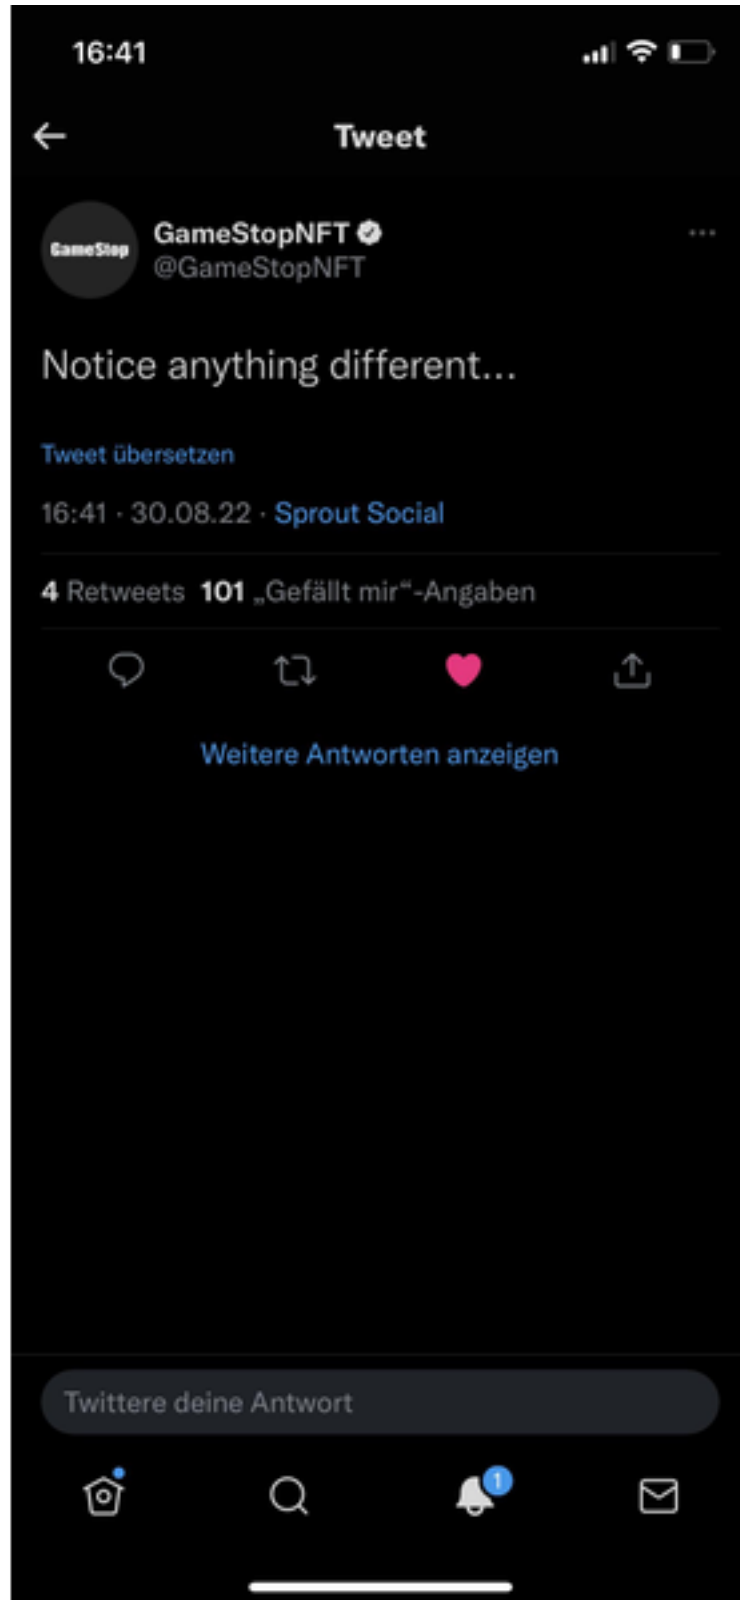 16:41
Tweet
GameStop
GameStopNFT
@GameStopNFT
Notice anything different...
Tweet übersetzen
16:41 · 30.08.22 · Sprout Social
4 Retweets 101 „Gefällt mir“-Angaben
Weitere Antworten anzeigen
Twittere deine Antwort
1